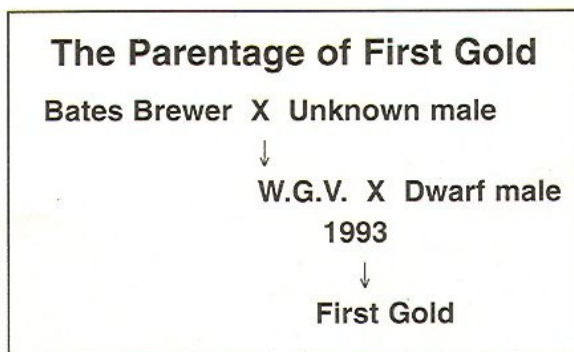 The Parentage of First Gold
Bates Brewer X Unknown male
↓
W.G.V. X Dwarf male
1993
↓
First Gold